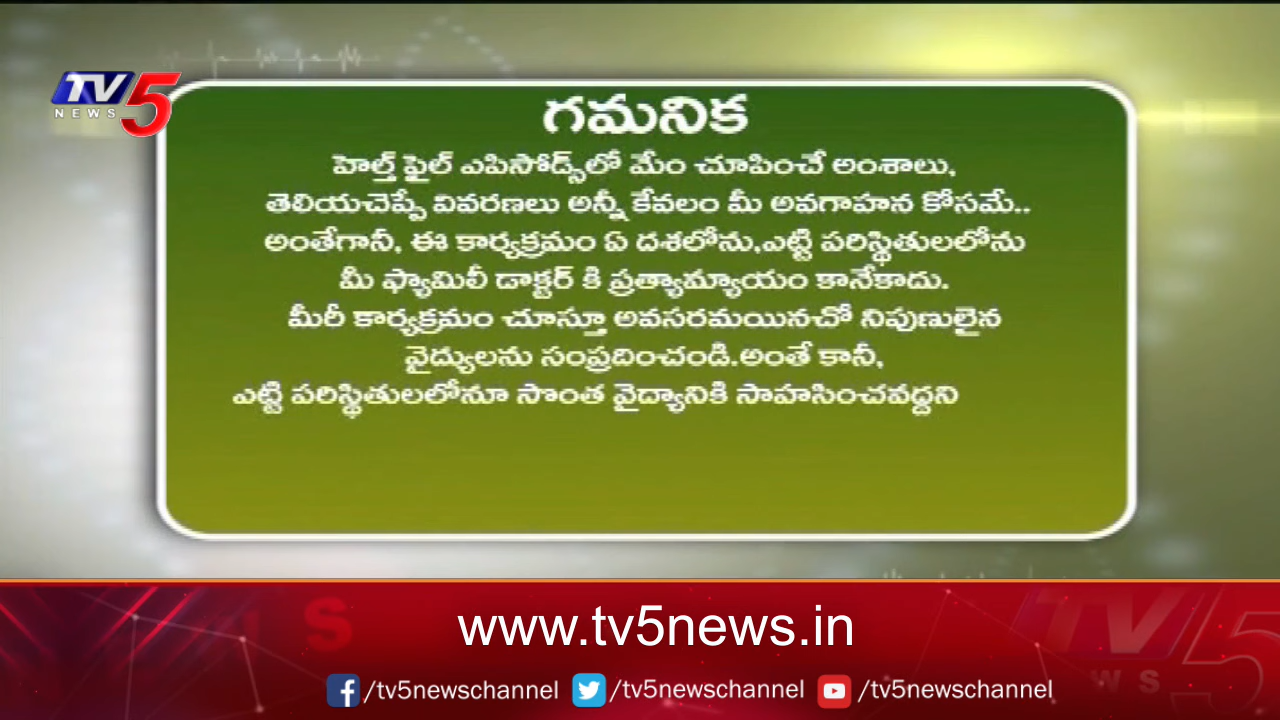 TV5
NEWS
గమనిక
హెల్త్ ఫైల్ ఎపిసోడ్స్‌లో మేం చూపించే అంశాలు,
తెలియచెప్పే వివరణలు అన్నీ కేవలం మీ అవగాహన కోసమే..
అంతేగానీ, ఈ కార్యక్రమం ఏ దశలోను,ఎట్టి పరిస్థితులలోను
మీ ఫ్యామిలీ డాక్టర్ కి ప్రత్యామ్యాయం కానేకాదు.
మీరీ కార్యక్రమం చూస్తూ అవసరమయినచో నిపుణులైన
వైద్యులను సంప్రదించండి.అంతే కానీ,
ఎట్టి పరిస్థితులలోనూ సొంత వైద్యానికి సాహసించవద్దని
www.tv5news.in
/tv5newschannel /tv5newschannel /tv5newschannel